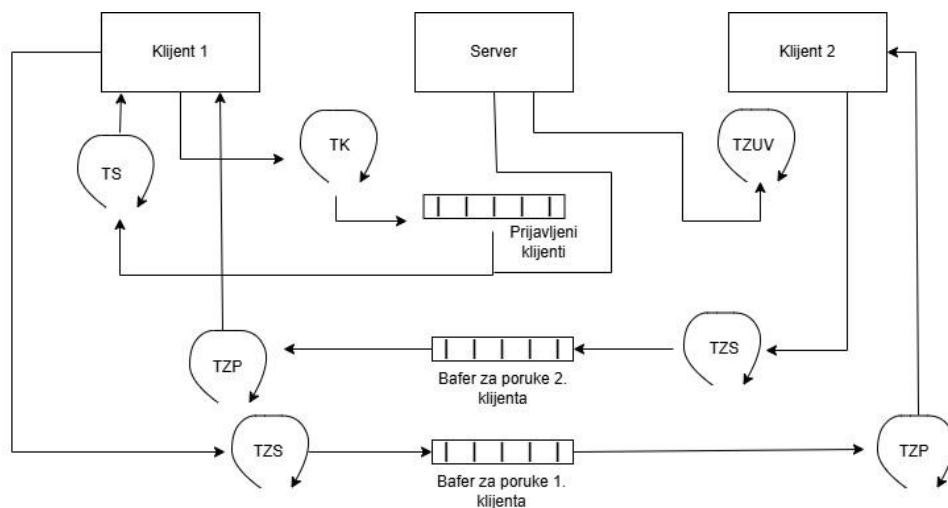 Klijent 1
Server
Klijent 2
TK
TZUV
TS
Prijavljeni
klijenti
TZP
TZS
Bafer za poruke 2.
klijenta
TZS
TZP
Bafer za poruke 1.
klijenta